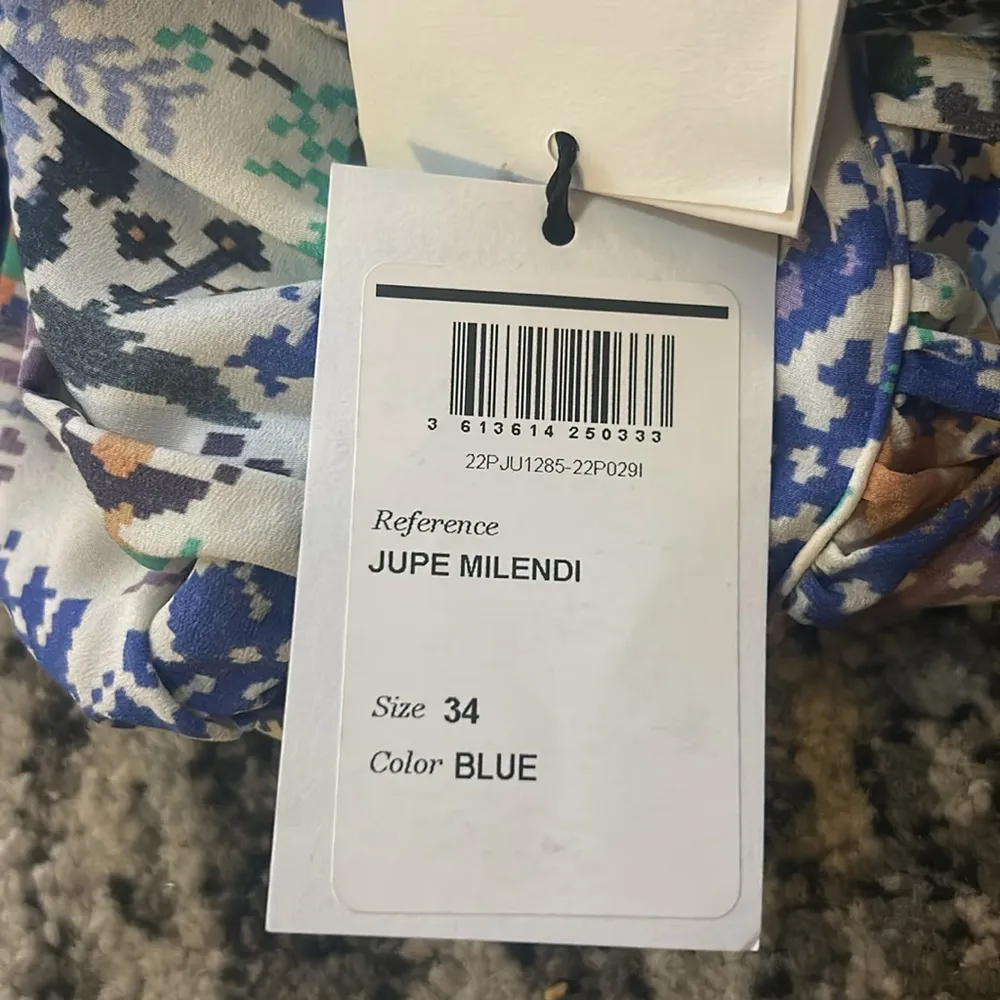 3 613614 250333
22PJU1285-22P029I
Reference
JUPE MILENDI
Size 34
Color BLUE